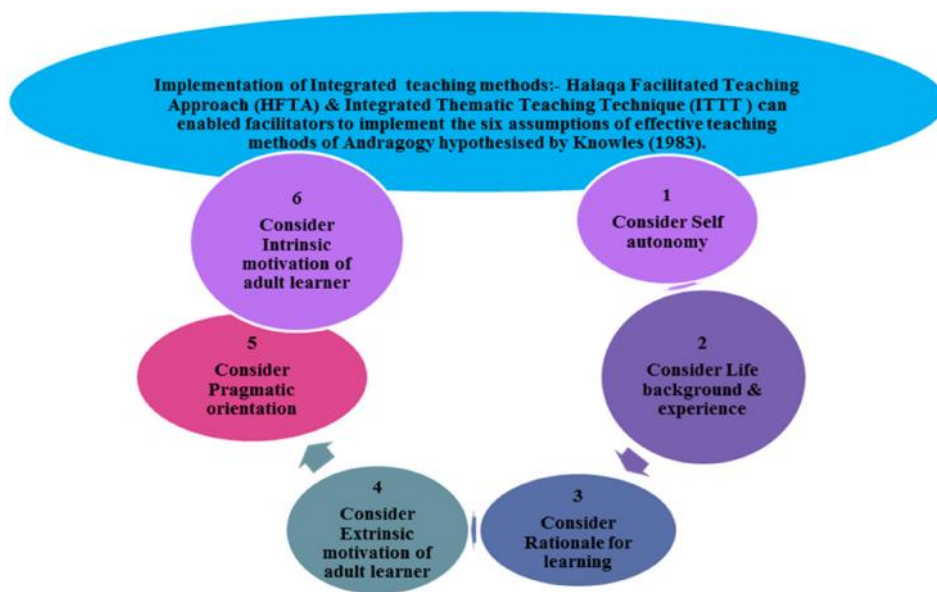 Implementation of Integrated teaching methods:- Halaqa Facilitated Teaching
Approach (HFTA) & Integrated Thematic Teaching Technique (ITTT ) can
enabled facilitators to implement the six assumptions of effective teaching
methods of Andragogy hypothesised by Knowles (1983).
1
Consider Self
autonomy
2
Consider Life
background &
experience
3
Consider
Rationale for
learning
4
Consider
Extrinsic
motivation of
adult learner
5
Consider
Pragmatic
orientation
6
Consider
Intrinsic
motivation of
adult learner